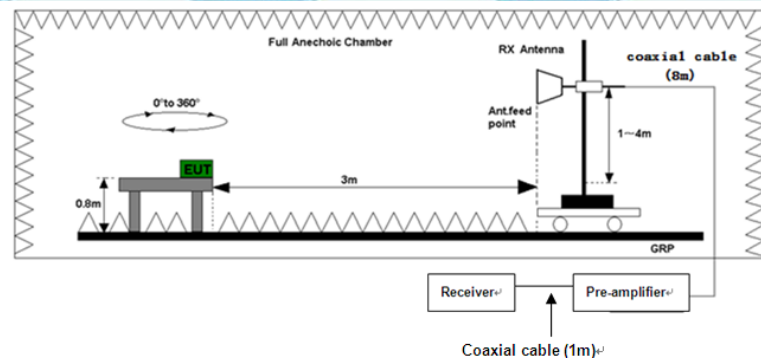 Full Anechoic Chamber
RX Antenna
coaxial cable
(8m)
0°to 360°
Ant.feed
point
1—4m
EUT
3m
0.8m
GRP
Receiver
Pre-amplifier
Coaxial cable (1m)